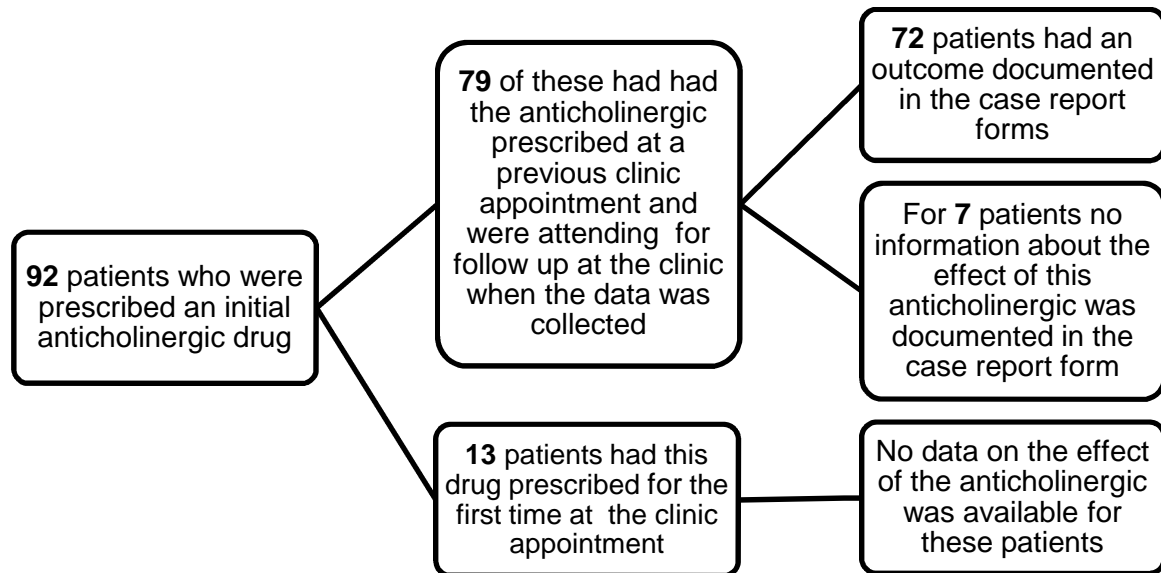 92 patients who were
prescribed an initial
anticholinergic drug
79 of these had had
the anticholinergic
prescribed at a
previous clinic
appointment and
were attending for
follow up at the clinic
when the data was
collected
72 patients had an
outcome documented
in the case report
forms
For 7 patients no
information about the
effect of this
anticholinergic was
documented in the
case report form
13 patients had this
drug prescribed for the
first time at the clinic
appointment
No data on the effect
of the anticholinergic
was available for
these patients